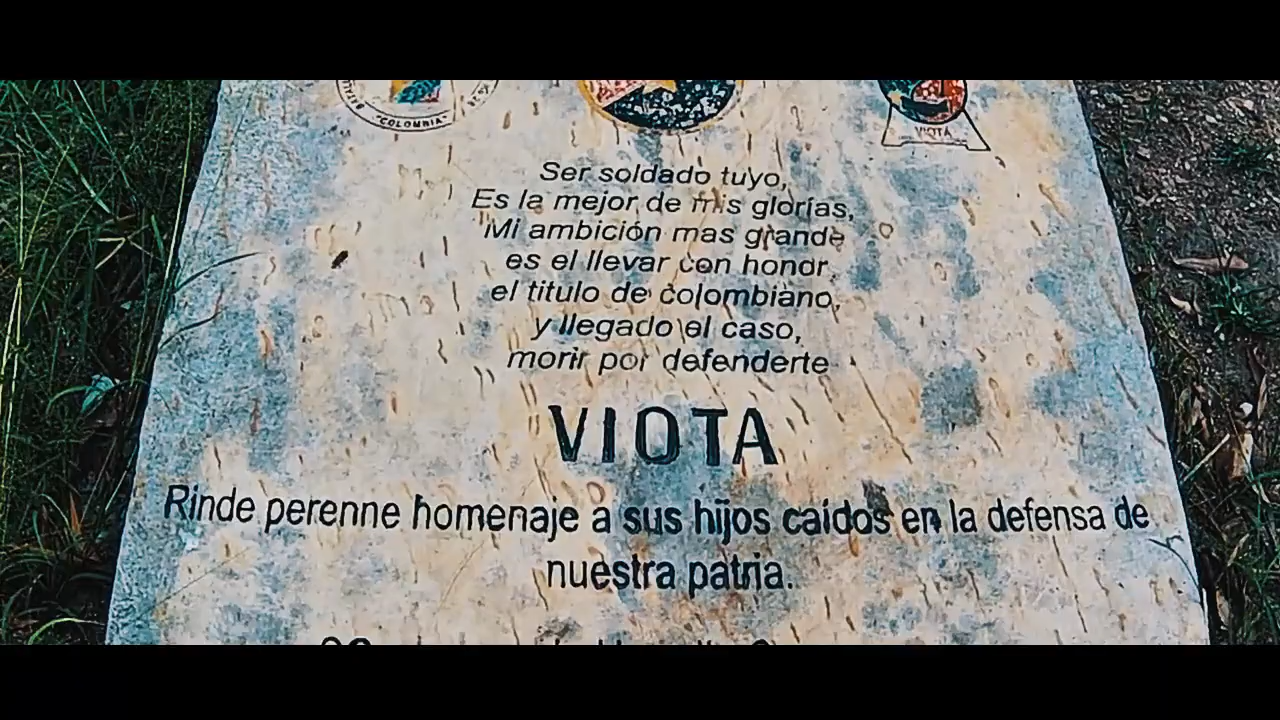 "COLOMBIA"
VIOTA
Ser soldado tuyo,
Es la mejor de mis glorias,
Mi ambición mas grande
es el llevar con honor,
el titulo de colombiano,
y llegado el caso,
morir por defenderte
VIOTA
Rinde perenne homenaje a sus hijos caidos en la defensa de
nuestra patria.